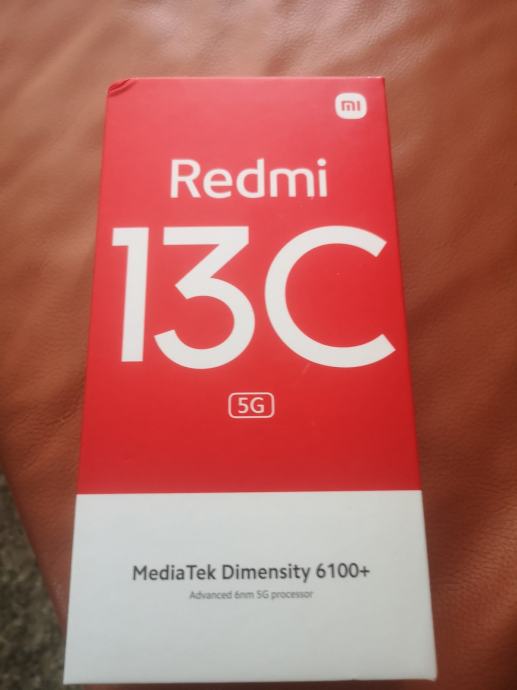 mi
Redmi
13C
5G
MediaTek Dimensity 6100+
Advanced 6nm 5G processor